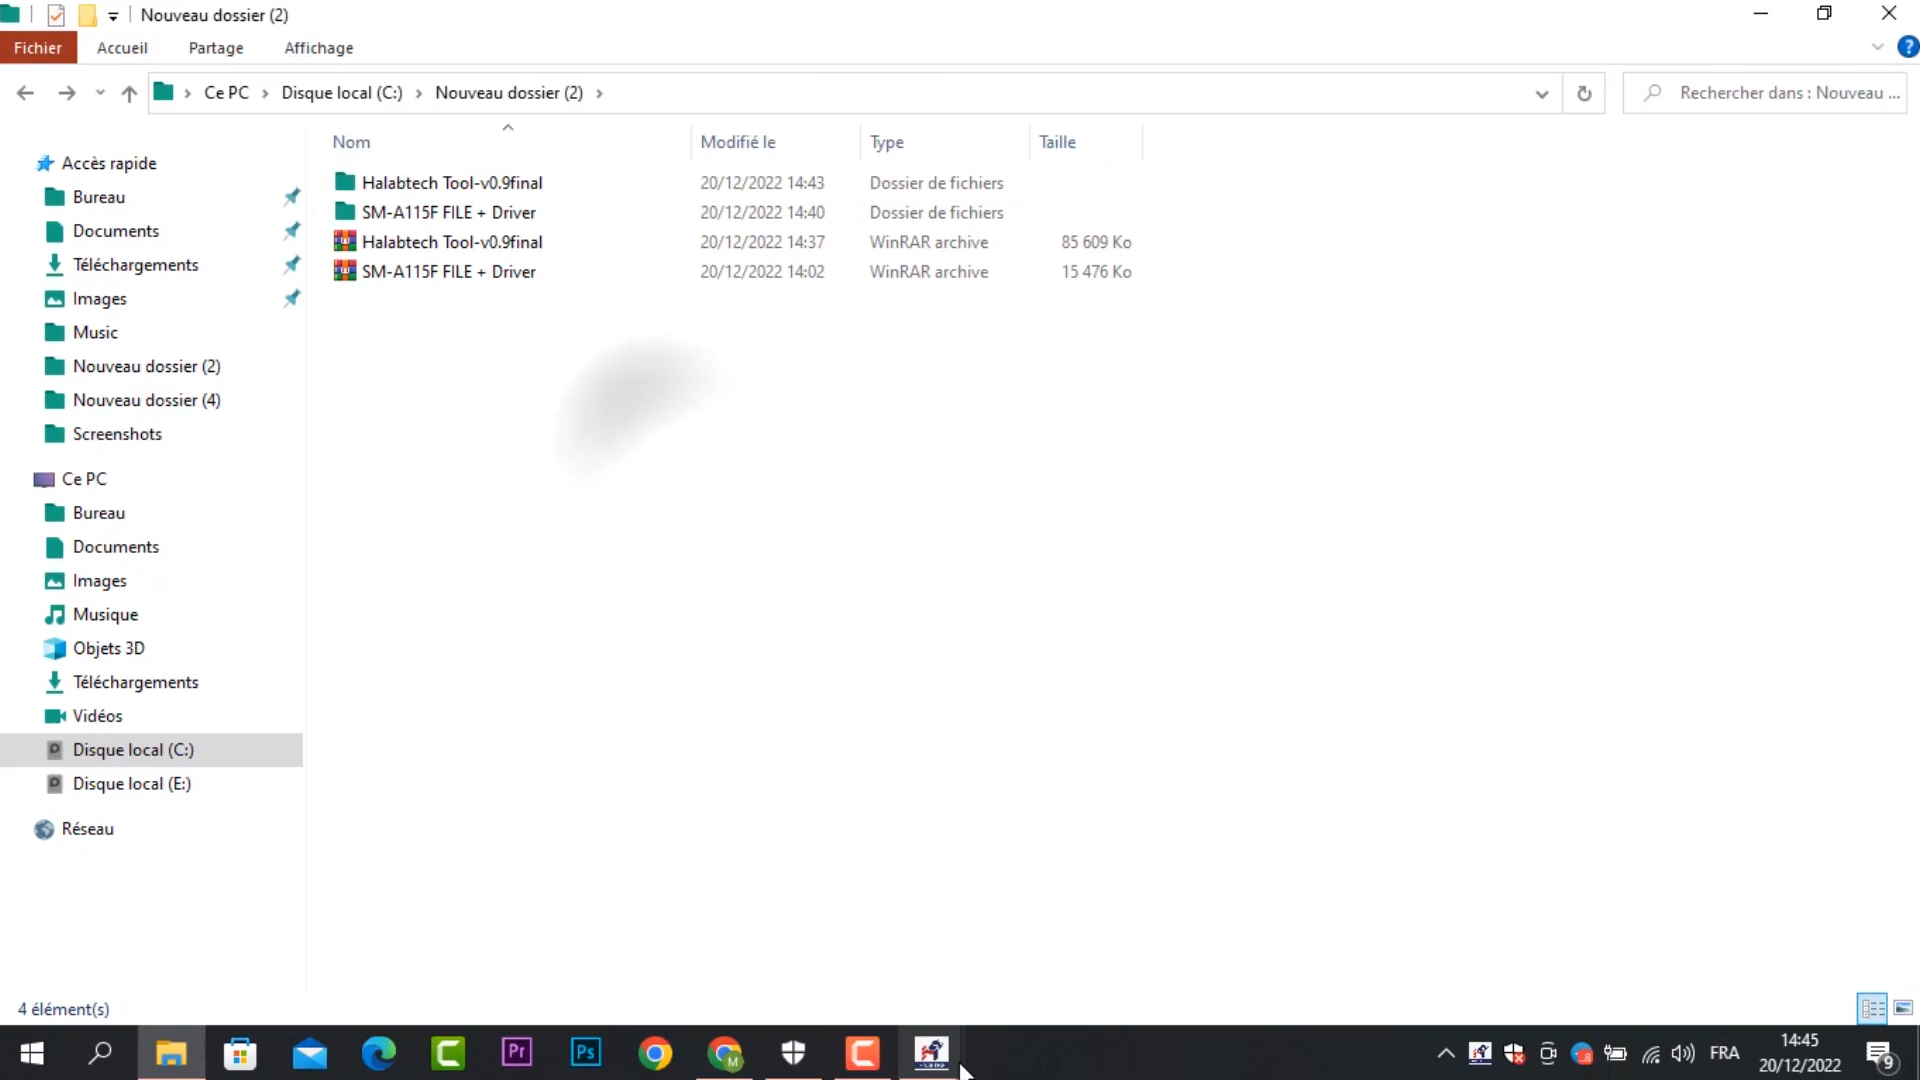 Nouveau dossier (2)
Fichier Accueil Partage Affichage
Ce PC Disque local (C:) Nouveau dossier (2) Rechercher dans : Nouveau ...
Nom Modifié le Type Taille
Halabtech Tool-v0.9final 20/12/2022 14:43 Dossier de fichiers
SM-A115F FILE + Driver 20/12/2022 14:40 Dossier de fichiers
Halabtech Tool-v0.9final 20/12/2022 14:37 WinRAR archive 85 609 Ko
SM-A115F FILE + Driver 20/12/2022 14:02 WinRAR archive 15 476 Ko
Accès rapide
Bureau
Documents
Téléchargements
Images
Music
Nouveau dossier (2)
Nouveau dossier (4)
Screenshots
Ce PC
Bureau
Documents
Images
Musique
Objets 3D
Téléchargements
Vidéos
Disque local (C:)
Disque local (E:)
Réseau
4 élément(s)
Pr Ps M FRA 14:45
20/12/2022 9